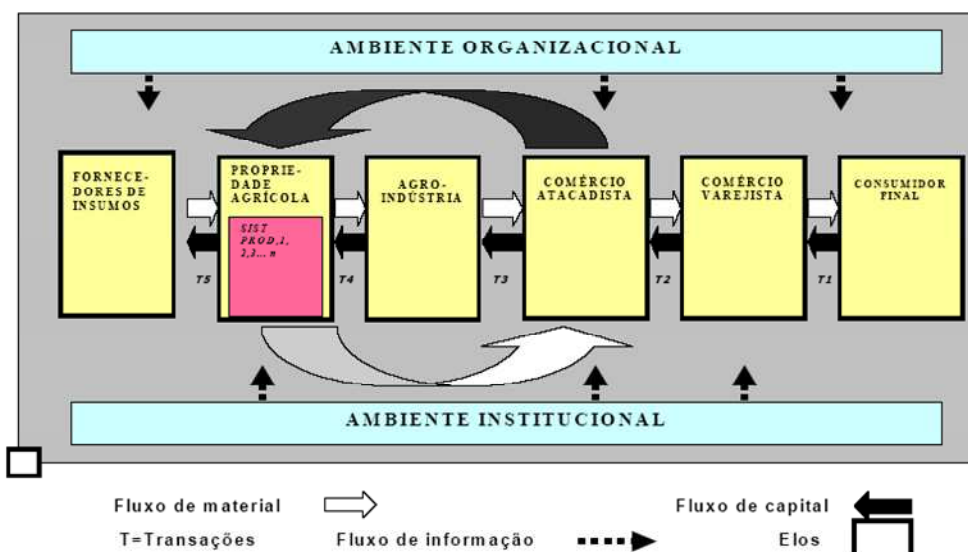 AMBIENTE ORGANIZACIONAL
FORNECE-
DORES DE
INSUMOS
PROPRIE-
DADE
AGRÍCOLA
SIST
PROD,1,
2,3... n
AGRO-
INDÚSTRIA
COMÉRCIO
ATACADISTA
COMÉRCIO
VAREJISTA
CONSUMIDOR
FINAL
T5
T4
T3
T2
T1
AMBIENTE INSTITUCIONAL
Fluxo de material
Fluxo de capital
T=Transações
Fluxo de informação
Elos